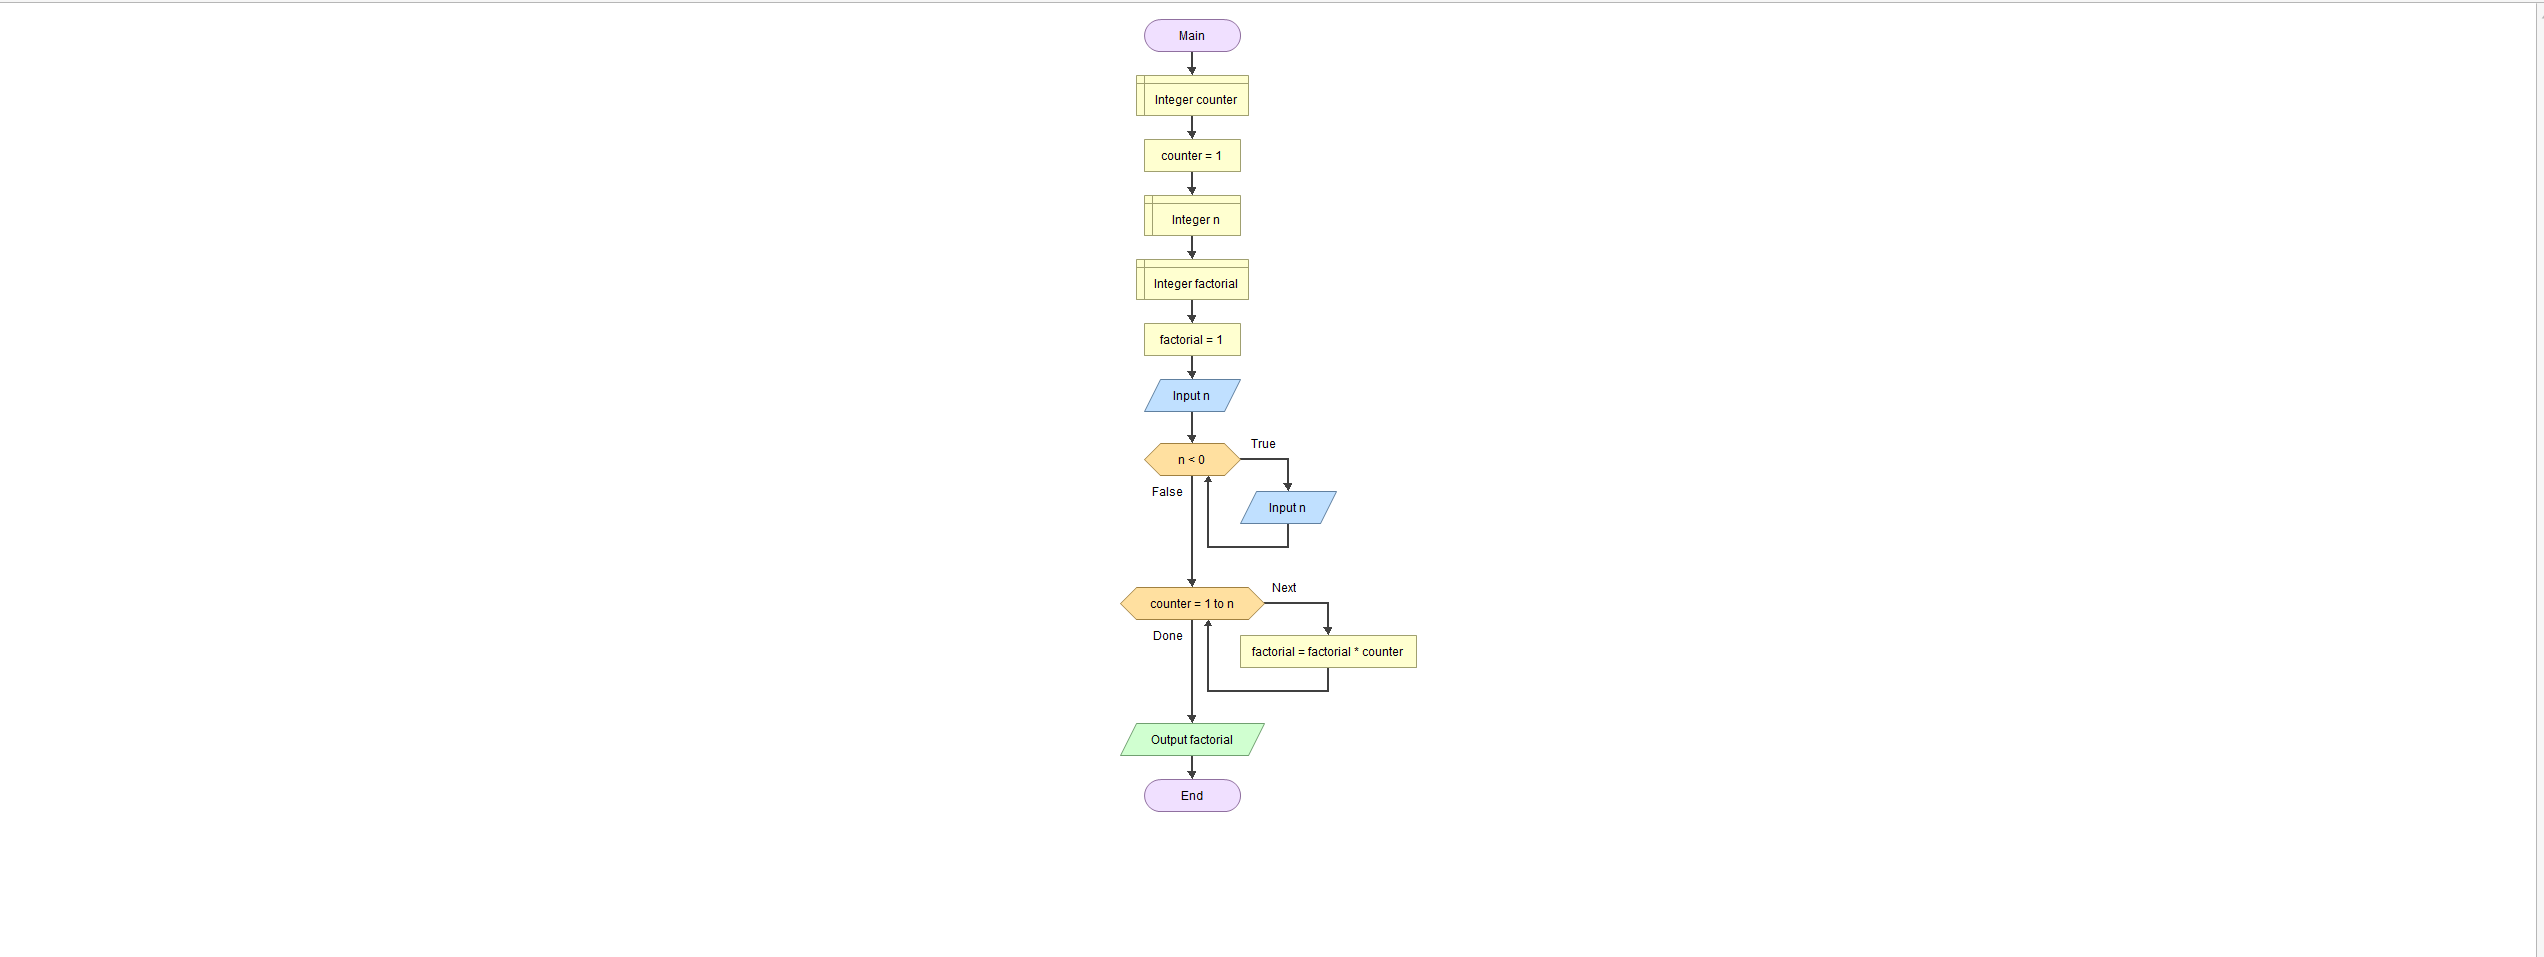 Main
Integer counter
counter = 1
Integer n
Integer factorial
factorial = 1
Input n
n < 0
True
False
Input n
counter = 1 to n
Next
Done
factorial = factorial * counter
Output factorial
End